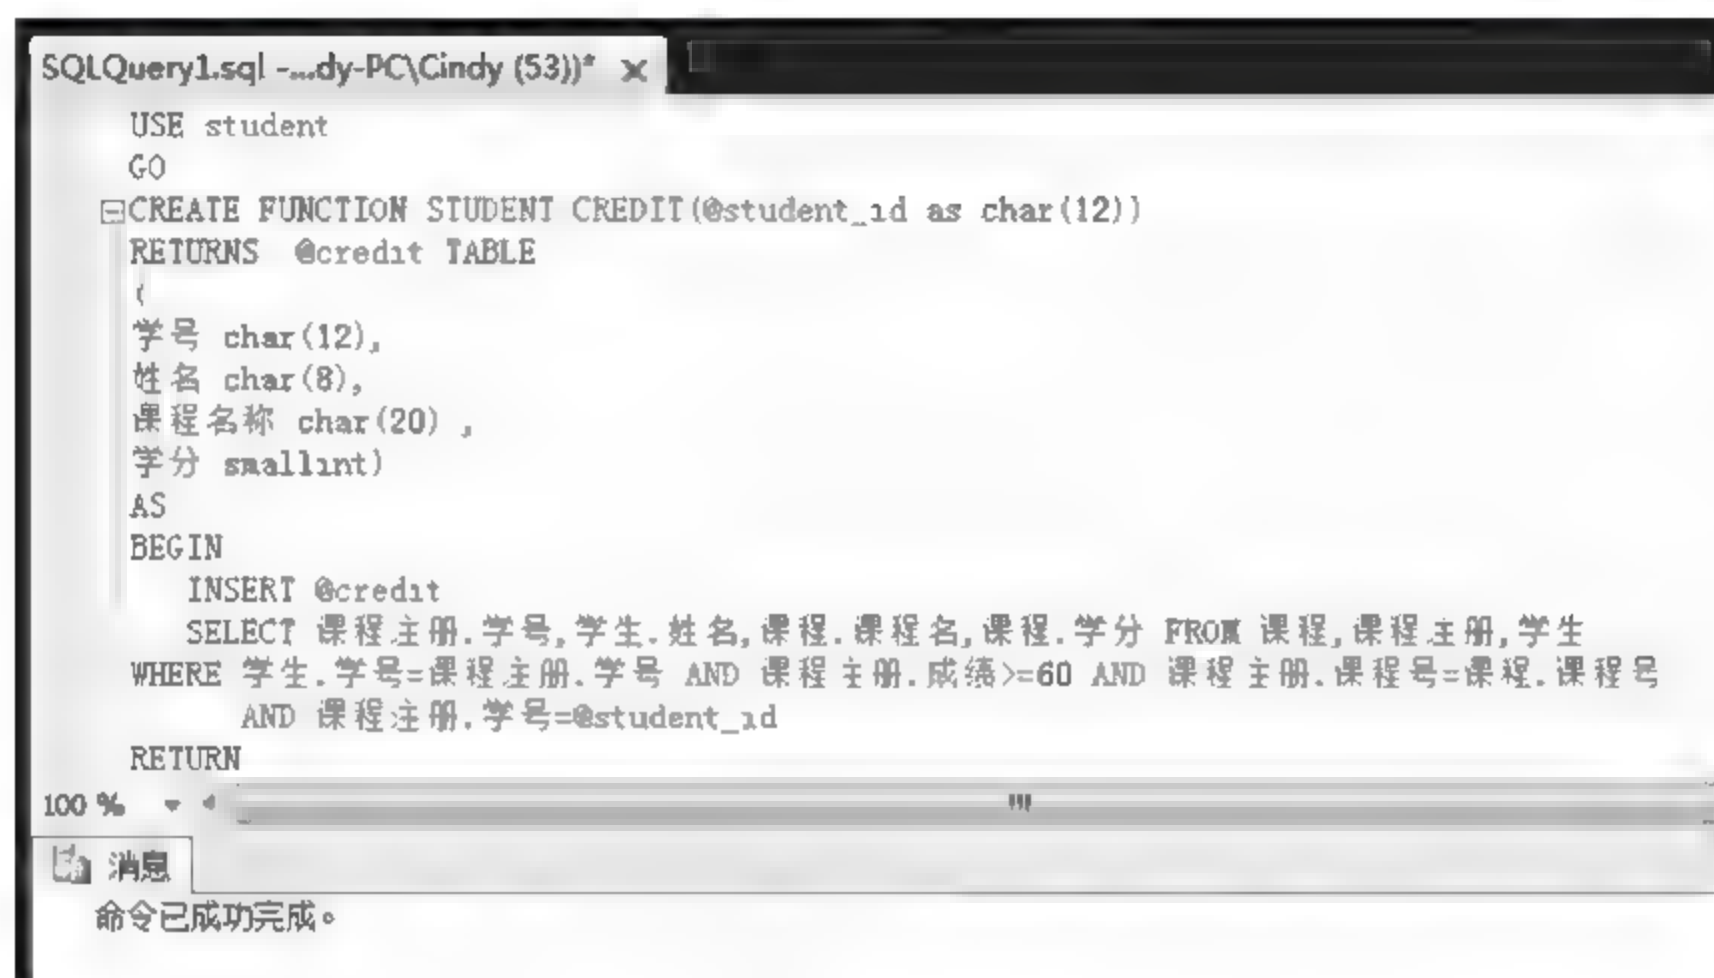 SQLQuery1.sql -...dy-PC\Cindy (53))* ×
USE student
GO
CREATE FUNCTION STUDENT CREDIT(@student_id as char(12))
RETURNS @credit TABLE
(
学号 char(12),
姓名 char(8),
课程名称 char(20) ,
学分 smallint)
AS
BEGIN
INSERT @credit
SELECT 课程注册.学号,学生.姓名,课程.课程名,课程.学分 FROM 课程,课程注册,学生
WHERE 学生.学号=课程注册.学号 AND 课程注册.成绩>=60 AND 课程注册.课程号=课程.课程号
AND 课程注册.学号=@student_id
RETURN
100 %
消息
命令已成功完成。